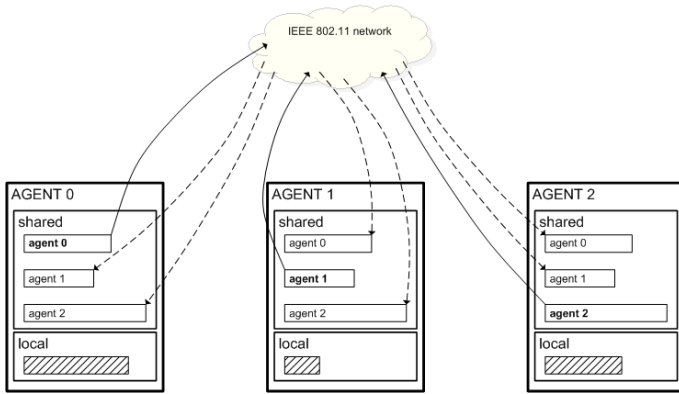 IEEE 802.11 network
AGENT 0
shared
agent 0
agent 1
agent 2
local
AGENT 1
shared
agent 0
agent 1
agent 2
local
AGENT 2
shared
agent 0
agent 1
agent 2
local